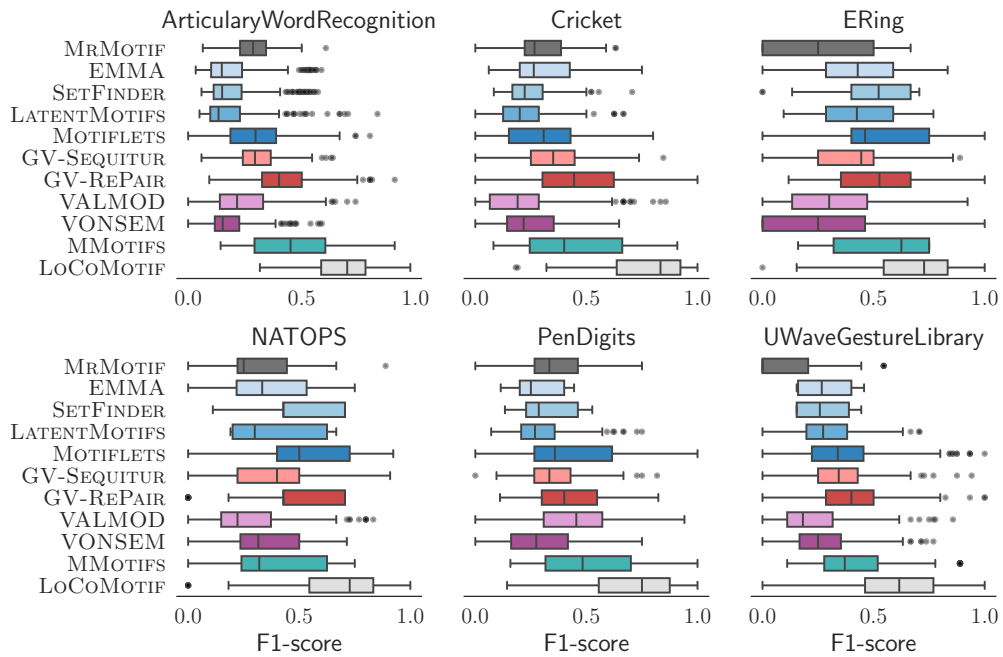 ArticularyWordRecognition Cricket ERing
MRMOTIF
EMMA
SETFINDER
LATENTMOTIFS
MOTIFLETS
GV-SEQUITUR
GV-REPAIR
VALMOD
VONSEM
MMOTIFS
LOCOMOTIF
0.0 0.5 1.0 0.0 0.5 1.0 0.0 0.5 1.0
NATOPS PenDigits UWaveGestureLibrary
MRMOTIF
EMMA
SETFINDER
LATENTMOTIFS
MOTIFLETS
GV-SEQUITUR
GV-REPAIR
VALMOD
VONSEM
MMOTIFS
LOCOMOTIF
0.0 0.5 1.0 0.0 0.5 1.0 0.0 0.5 1.0
F1-score F1-score F1-score